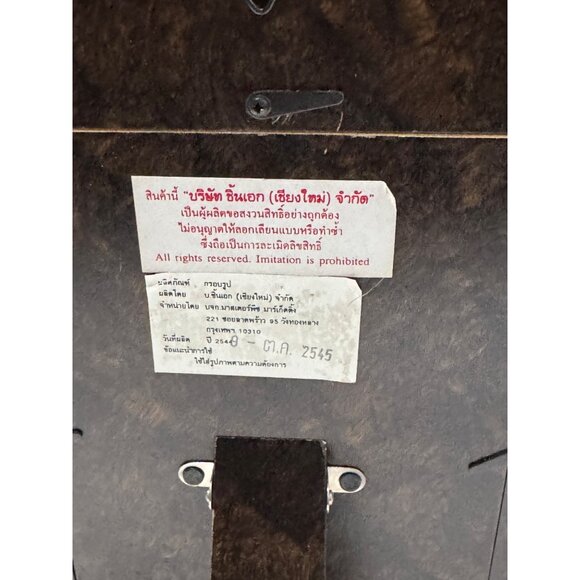 สินค้านี้ "บริษัท ชิ้นเอก (เชียงใหม่) จำกัด"
เป็นผู้ผลิตขอสงวนสิทธิ์อย่างถูกต้อง
ไม่อนุญาตให้ลอกเลียนแบบหรือทำซ้ำ
ซึ่งถือเป็นการละเมิดลิขสิทธิ์
All rights reserved. Imitation is prohibited
ผลิตภัณฑ์ กรอบรูป
ผลิตโดย บ.ชิ้นเอก (เชียงใหม่) จำกัด
จำหน่ายโดย บจก.มาสเตอร์พีซ มาร์เก็ตติ้ง
221 ซอยลาดพร้าว 95 วังทองหลาง
กรุงเทพฯ 10310
วันที่ผลิต ปี - ต.ค. 2545
ข้อแนะนำการใช้
ใช้ใส่รูปภาพตามความต้องการ